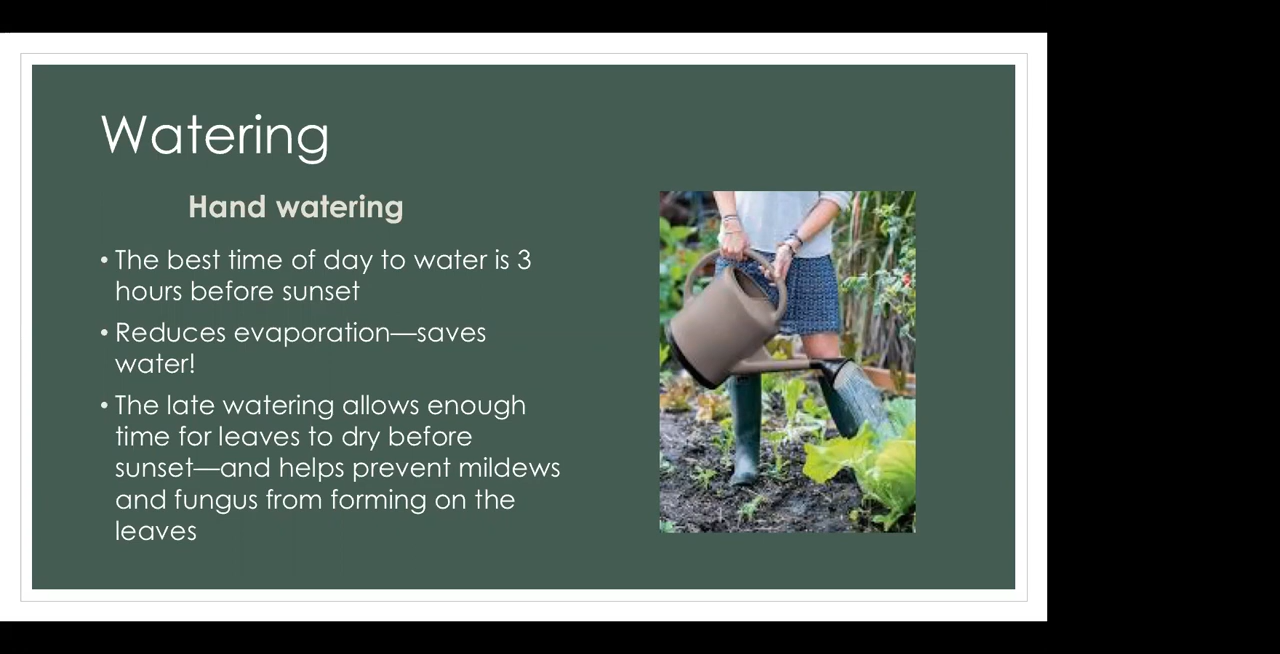 Watering
Hand watering
• The best time of day to water is 3
hours before sunset
• Reduces evaporation—saves
water!
• The late watering allows enough
time for leaves to dry before
sunset—and helps prevent mildews
and fungus from forming on the
leaves